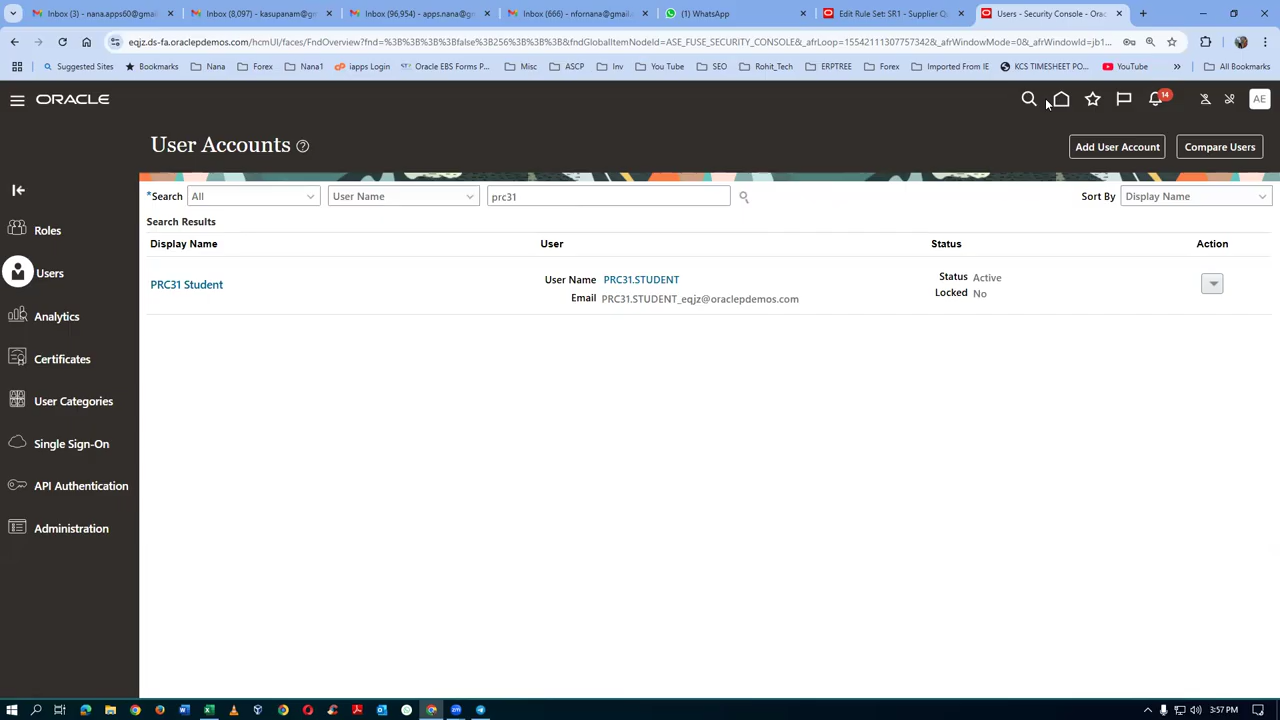 Inbox (3) - nana.apps60@gmail
Inbox (8,097) - kasupanam@gm
Inbox (96,954) - apps.nana@gm
Inbox (666) - nfornana@gmail.
(1) WhatsApp
Edit Rule Set: SR1 - Supplier Q
Users - Security Console - Orac
eqjz.ds-fa.oraclepdemos.com/hcmUI/faces/FndOverview?fnd=%3B%3B%3B%3Bfalse%3B256%3B%3B%3B&fndGlobalItemNodeId=ASE_FUSE_SECURITY_CONSOLE&_afrLoop=15542111307757342&_afrWindowMode=0&_afrWindowId=jb1...
Suggested Sites
Bookmarks
Nana
Forex
Nana1
iapps Login
Oracle EBS Forms P...
Misc
ASCP
Inv
You Tube
SEO
Rohit_Tech
ERPTREE
Forex
Imported From IE
KCS TIMESHEET PO...
YouTube
»
All Bookmarks
ORACLE
14
AE
User Accounts
Add User Account
Compare Users
*Search All User Name prc31
Sort By Display Name
Search Results
Display Name User Status Action
PRC31 Student
User Name PRC31.STUDENT
Email PRC31.STUDENT_eqjz@oraclepdemos.com
Status Active
Locked No
Roles
Users
Analytics
Certificates
User Categories
Single Sign-On
API Authentication
Administration
3:57 PM